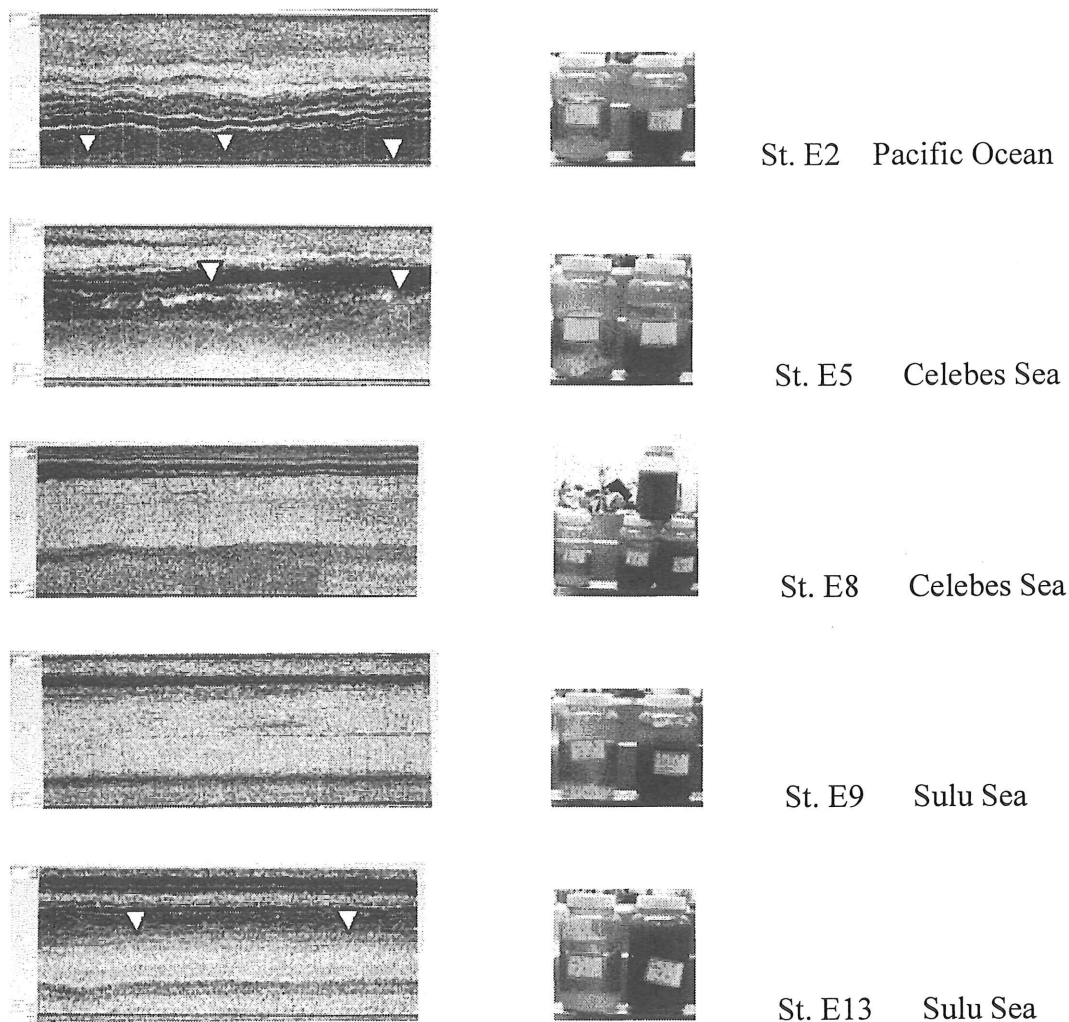 St. E2 Pacific Ocean
St. E5 Celebes Sea
St. E8 Celebes Sea
St. E9 Sulu Sea
St. E13 Sulu Sea